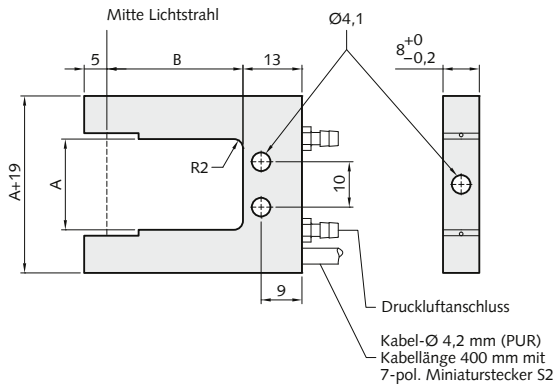 Mitte Lichtstrahl
Ø4,1
8+0
−0,2
5
B
13
A+19
A
R2
10
9
Druckluftanschluss
Kabel-Ø 4,2 mm (PUR)
Kabellänge 400 mm mit
7-pol. Miniaturstecker S2